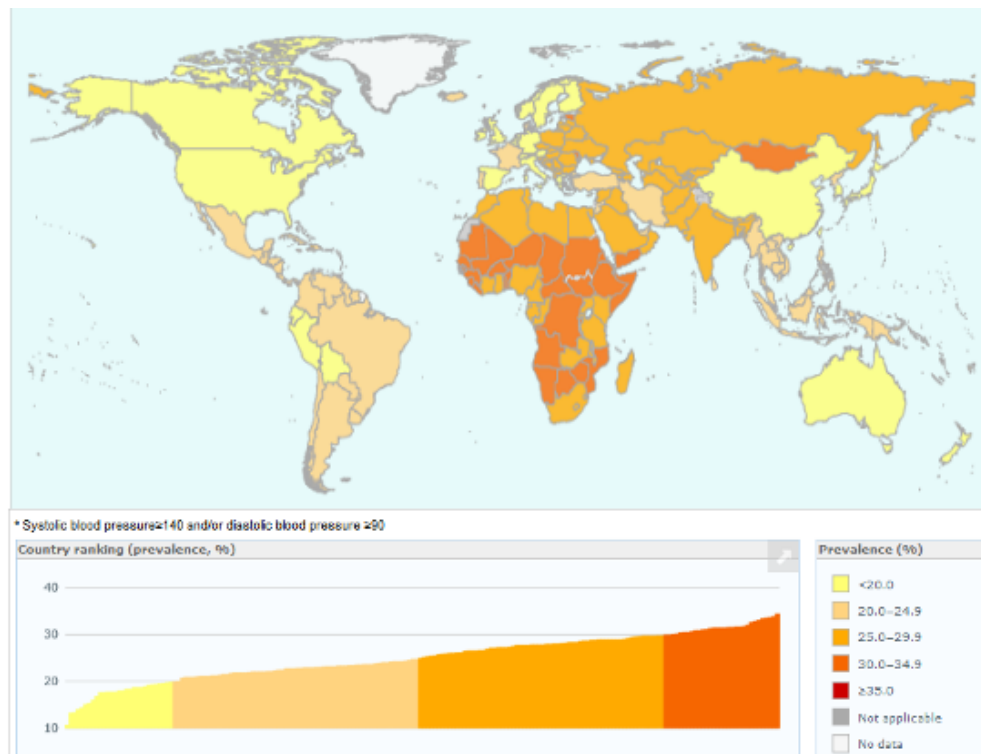 * Systolic blood pressure≥140 and/or diastolic blood pressure ≥90
Country ranking (prevalence, %)
40
30
20
10
Prevalence (%)
<20.0
20.0–24.9
25.0–29.9
30.0–34.9
≥35.0
Not applicable
No data